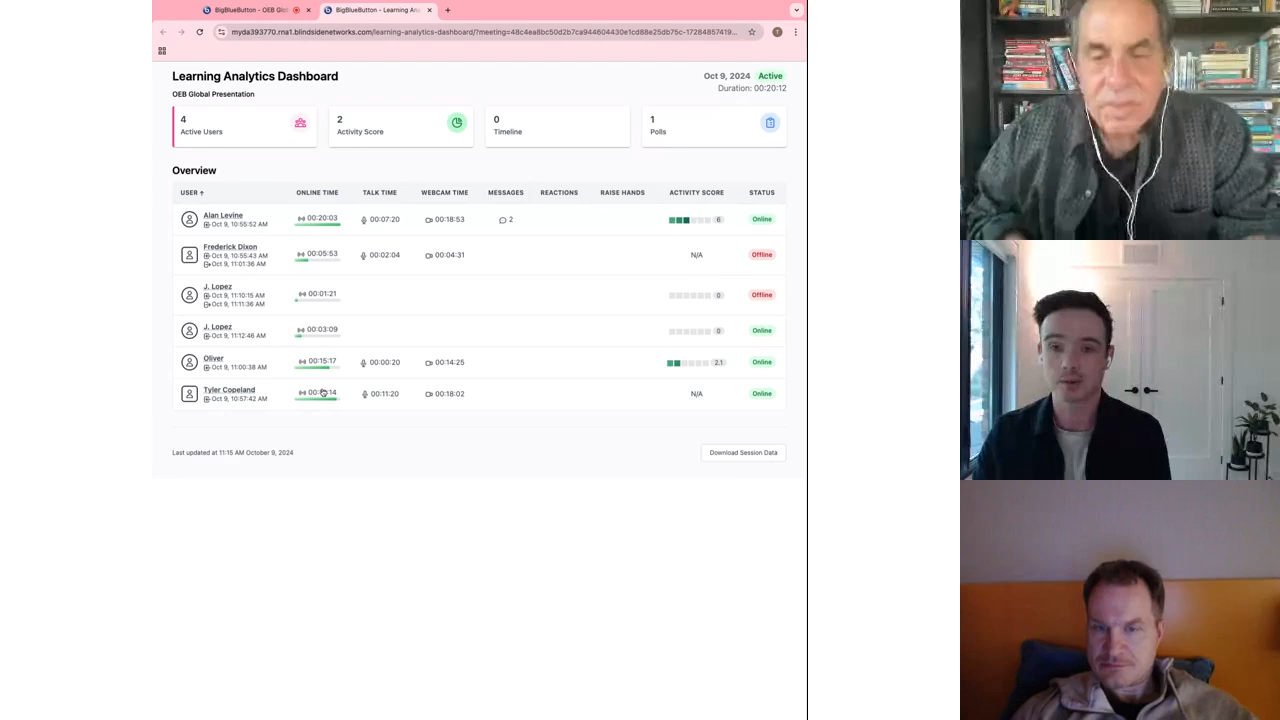 BigBlueButton - OEB Glo
BigBlueButton - Learning An
myda393770.rna1.blindsidenetworks.com/learning-analytics-dashboard/?meeting=48c4ea8bc50d2b7ca944604430e1cd88e25db75c-17284857419...
T
Learning Analytics Dashboard
Oct 9, 2024 Active
OEB Global Presentation
Duration: 00:20:12
4
Active Users
2
Activity Score
0
Timeline
1
Polls
Overview
USER ONLINE TIME TALK TIME WEBCAM TIME MESSAGES REACTIONS RAISE HANDS ACTIVITY SCORE STATUS
Alan Levine
Oct 9, 10:55:52 AM
00:20:03 00:07:20 00:18:53 2 6 Online
Frederick Dixon
Oct 9, 10:55:43 AM
Oct 9, 11:01:36 AM
00:05:53 00:02:04 00:04:31 N/A Offline
J. Lopez
Oct 9, 11:10:15 AM
Oct 9, 11:11:36 AM
00:01:21 0 Offline
J. Lopez
Oct 9, 11:12:46 AM
00:03:09 0 Online
Oliver
Oct 9, 11:00:38 AM
00:15:17 00:00:20 00:14:25 2.1 Online
Tyler Copeland
Oct 9, 10:57:42 AM
00:11:20 00:18:02 N/A Online
Last updated at 11:15 AM October 9, 2024
Download Session Data